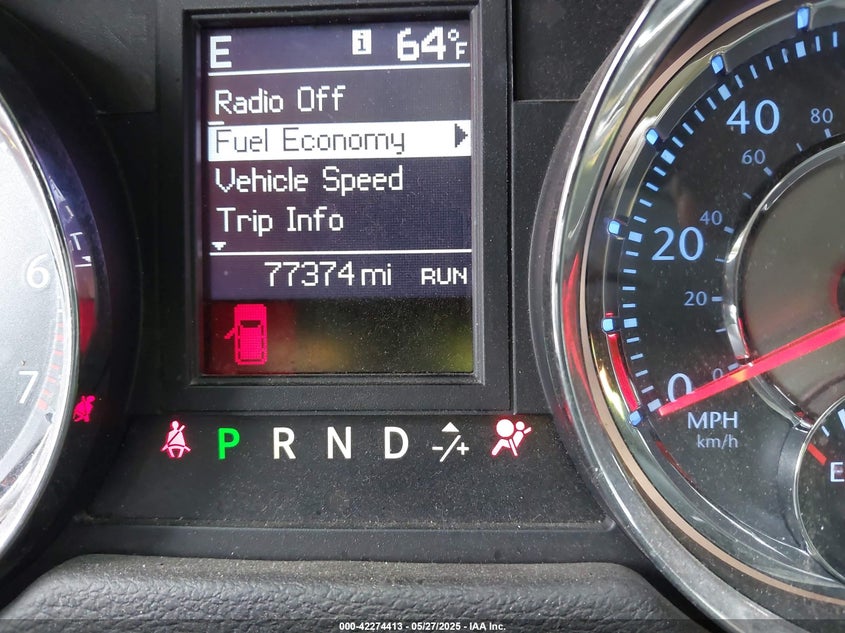 E i 64°F
Radio Off
Fuel Economy
Vehicle Speed
Trip Info
77374 mi RUN
P R N D -/+
6
7
40
20
0
80
60
40
20
0
MPH
km/h
E
000-42274413 - 05/27/2025 - IAA Inc.